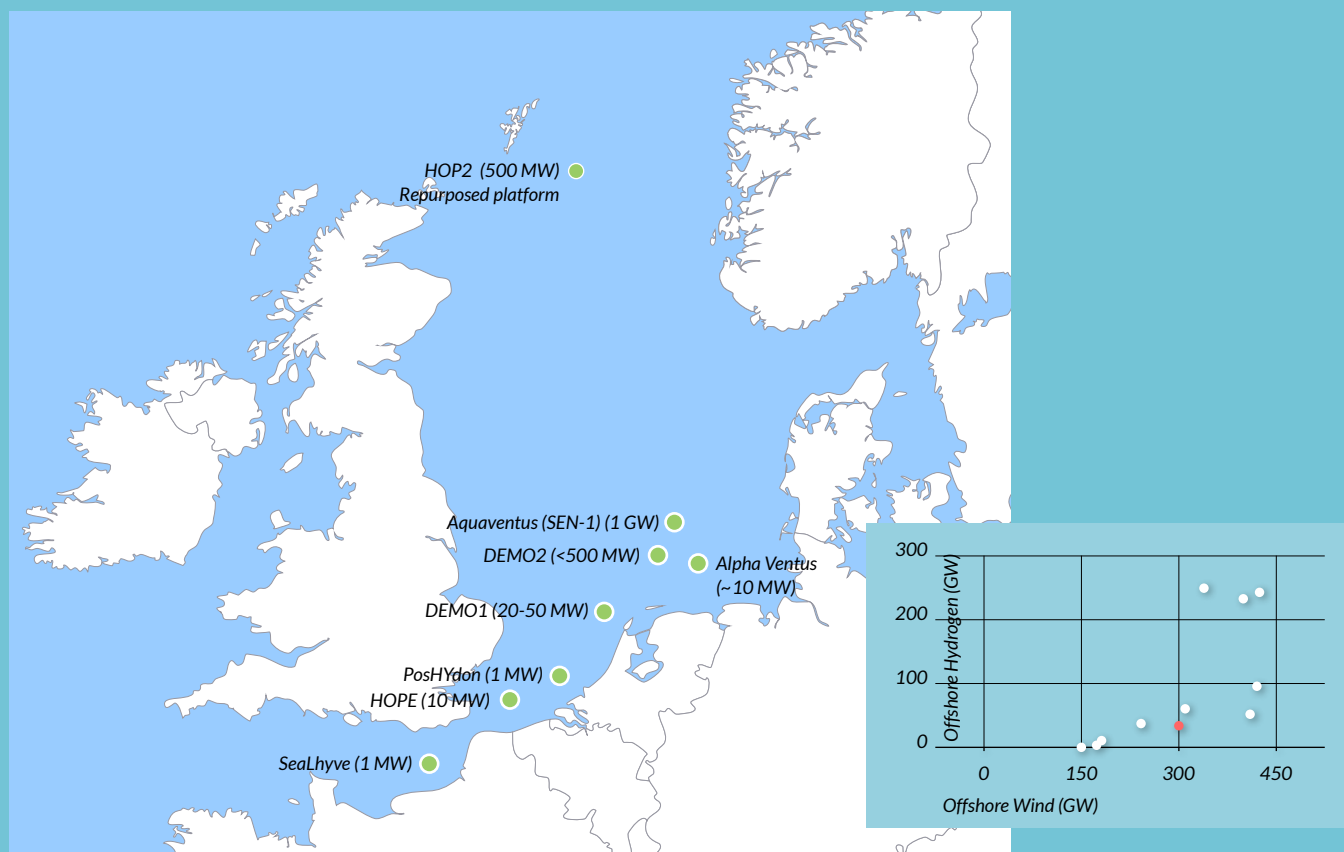 HOP2 (500 MW)
Repurposed platform
Aquaventus (SEN-1) (1 GW)
DEMO2 (<500 MW)
Alpha Ventus
(~10 MW)
DEMO1 (20-50 MW)
PosHYdon (1 MW)
HOPE (10 MW)
SeaLhyve (1 MW)
300
200
100
0
Offshore Hydrogen (GW)
0 150 300 450
Offshore Wind (GW)